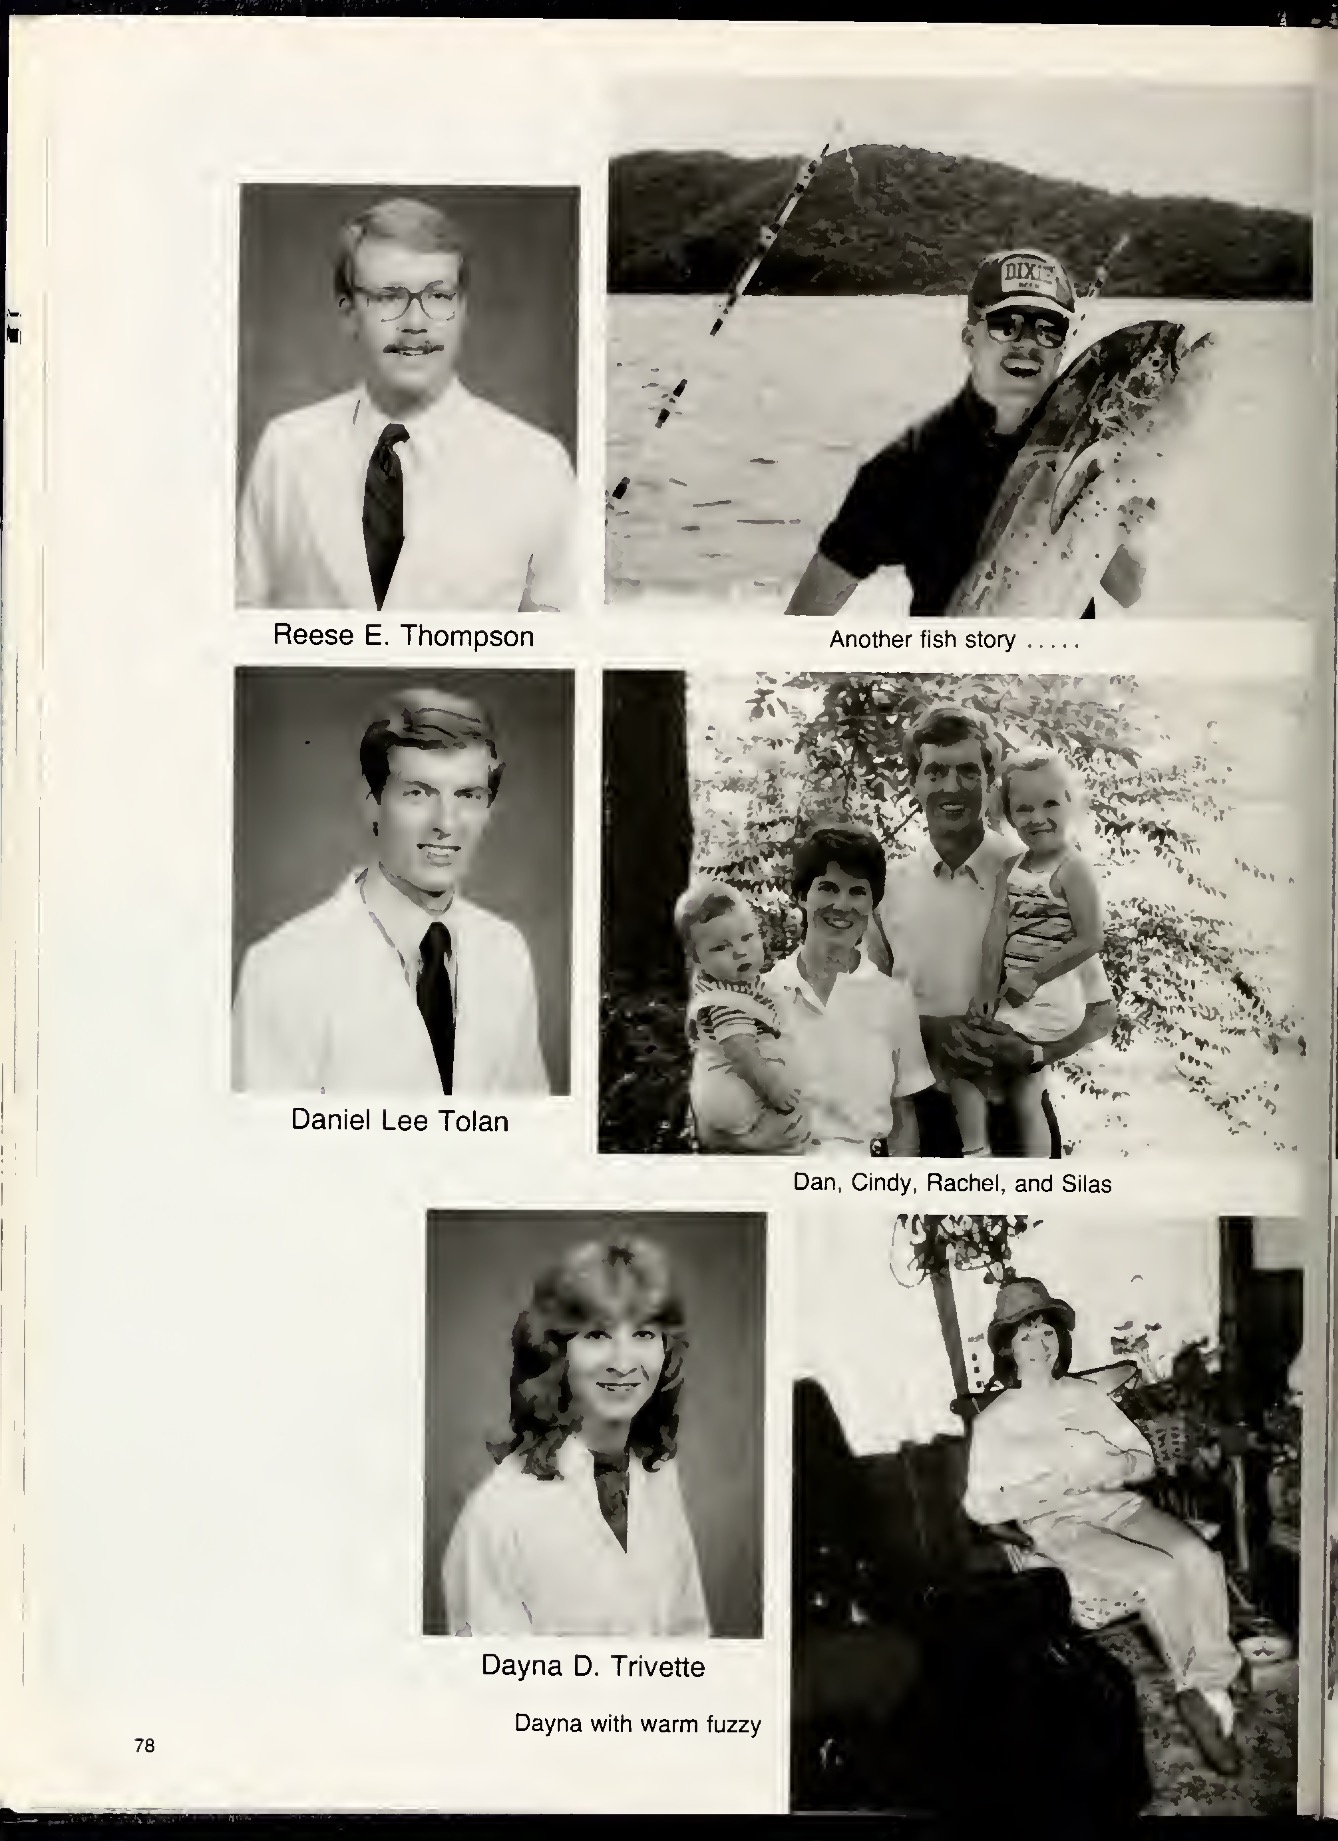 DIXIE
BEER
Reese E. Thompson
Another fish story . . . . .
Daniel Lee Tolan
Dan, Cindy, Rachel, and Silas
Dayna D. Trivette
Dayna with warm fuzzy
78